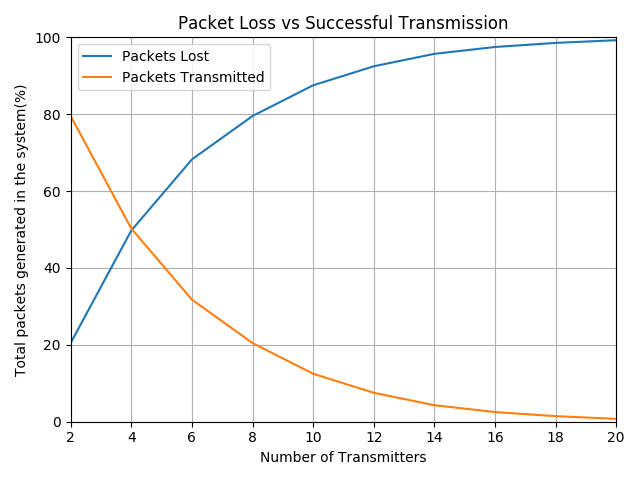 Packet Loss vs Successful Transmission
Packets Lost
Packets Transmitted
Total packets generated in the system(%)
100
80
60
40
20
0
2 4 6 8 10 12 14 16 18 20
Number of Transmitters